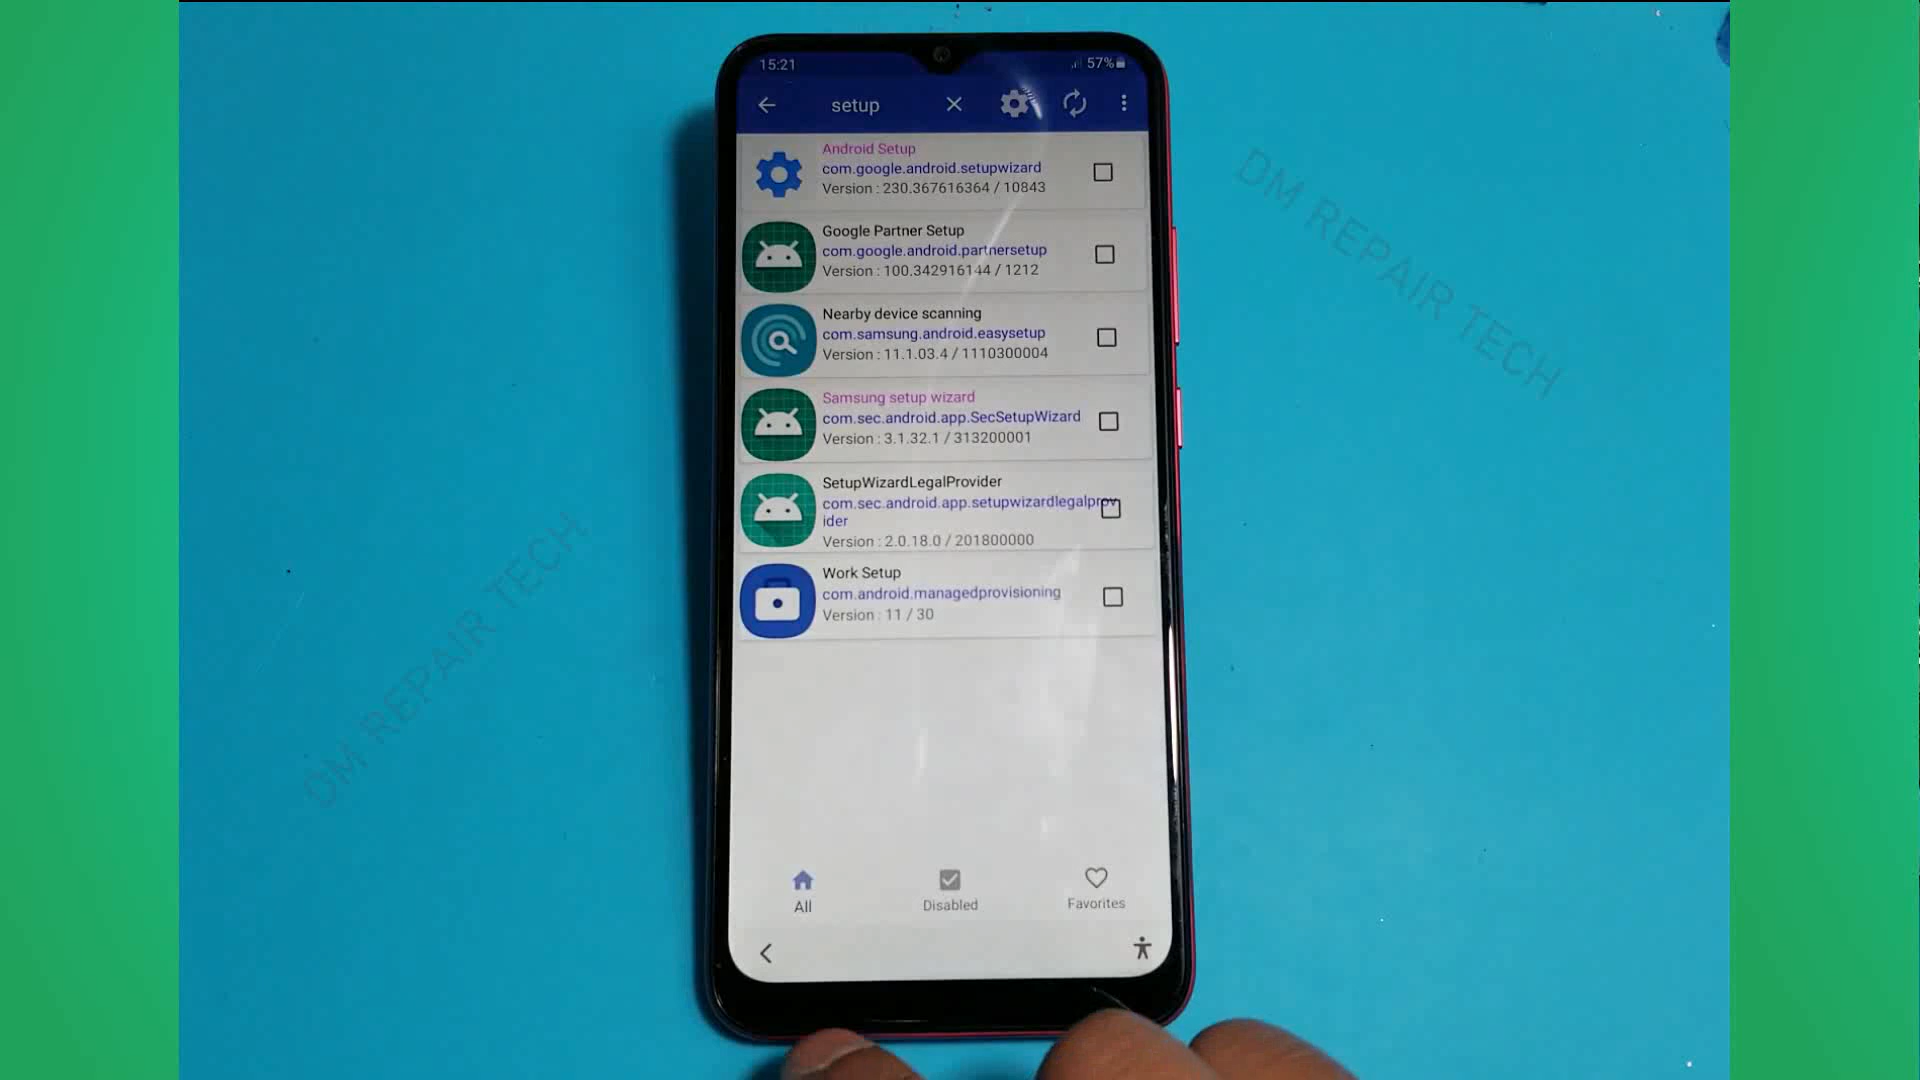 15:21
57%
setup
Android Setup
com.google.android.setupwizard
Version : 230.367616364 / 10843
Google Partner Setup
com.google.android.partnersetup
Version : 100.342916144 / 1212
Nearby device scanning
com.samsung.android.easysetup
Version : 11.1.03.4 / 1110300004
Samsung setup wizard
com.sec.android.app.SecSetupWizard
Version : 3.1.32.1 / 313200001
SetupWizardLegalProvider
com.sec.android.app.setupwizardlegalprov
ider
Version : 2.0.18.0 / 201800000
Work Setup
com.android.managedprovisioning
Version : 11 / 30
All
Disabled
Favorites
DM REPAIR TECH
DM REPAIR TECH